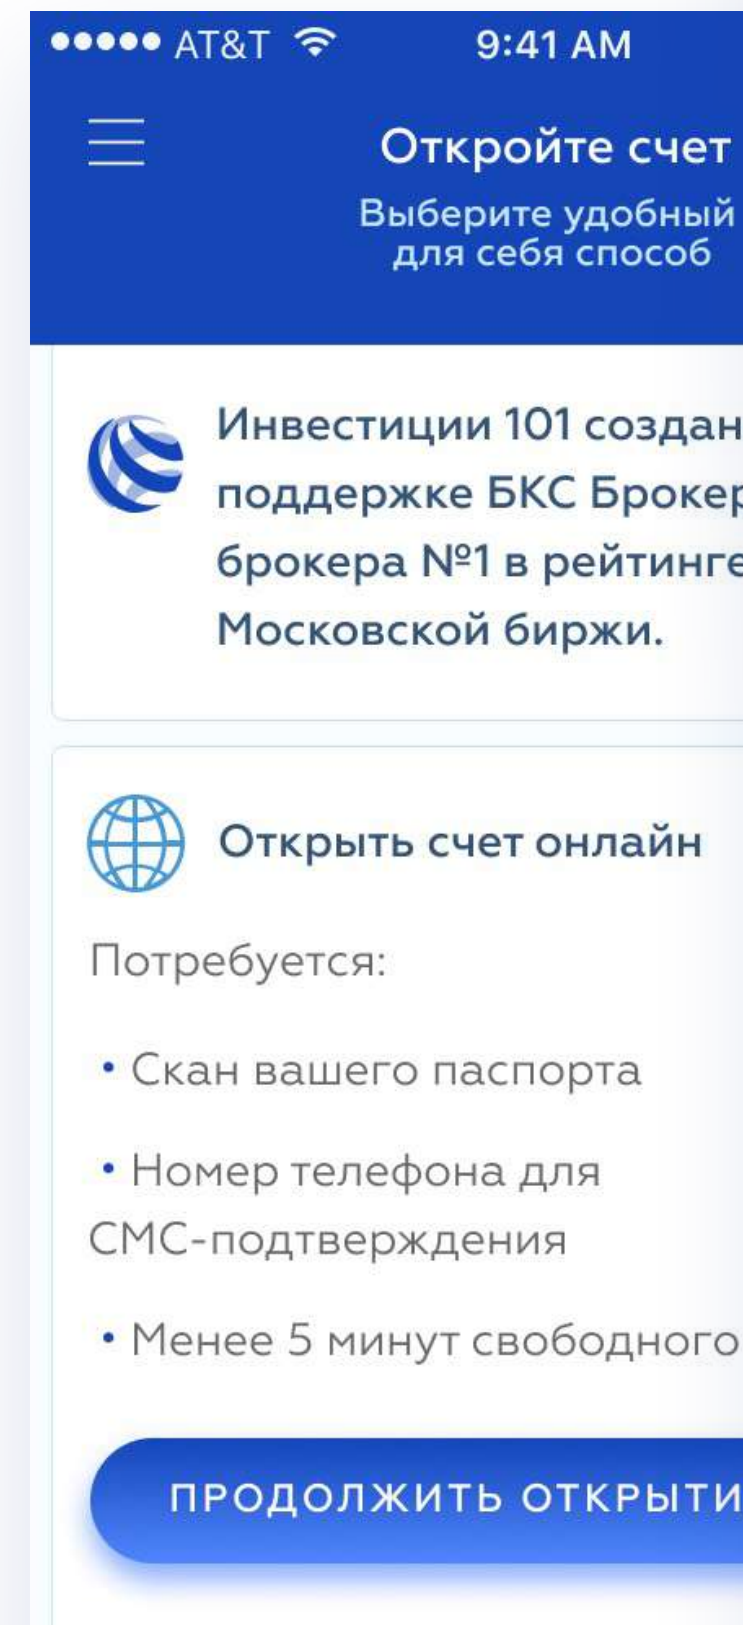 AT&T 9:41 AM
Откройте счет
Выберите удобный
для себя способ
Инвестиции 101 создан
поддержке БКС Брокер
брокера №1 в рейтинге
Московской биржи.
Открыть счет онлайн
Потребуется:
• Скан вашего паспорта
• Номер телефона для
СМС-подтверждения
• Менее 5 минут свободного
ПРОДОЛЖИТЬ ОТКРЫТИ